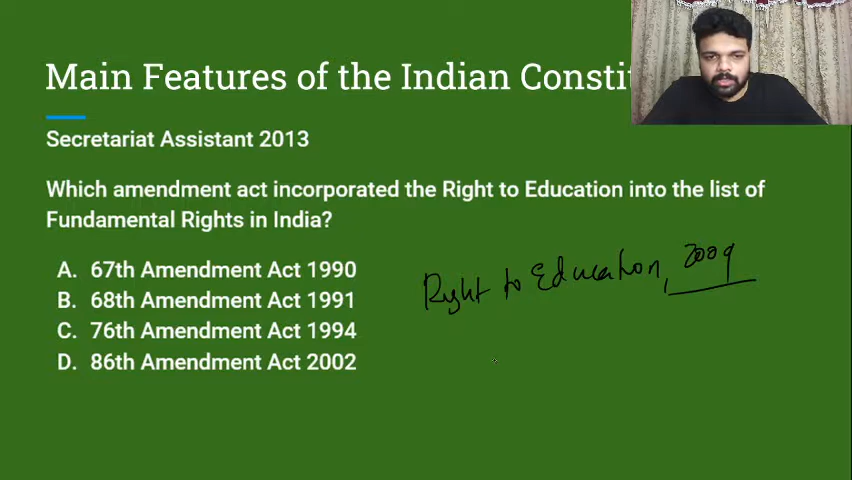 Main Features of the Indian Constit
Secretariat Assistant 2013
Which amendment act incorporated the Right to Education into the list of
Fundamental Rights in India?
A. 67th Amendment Act 1990
B. 68th Amendment Act 1991
C. 76th Amendment Act 1994
D. 86th Amendment Act 2002
Right to Education, 2009